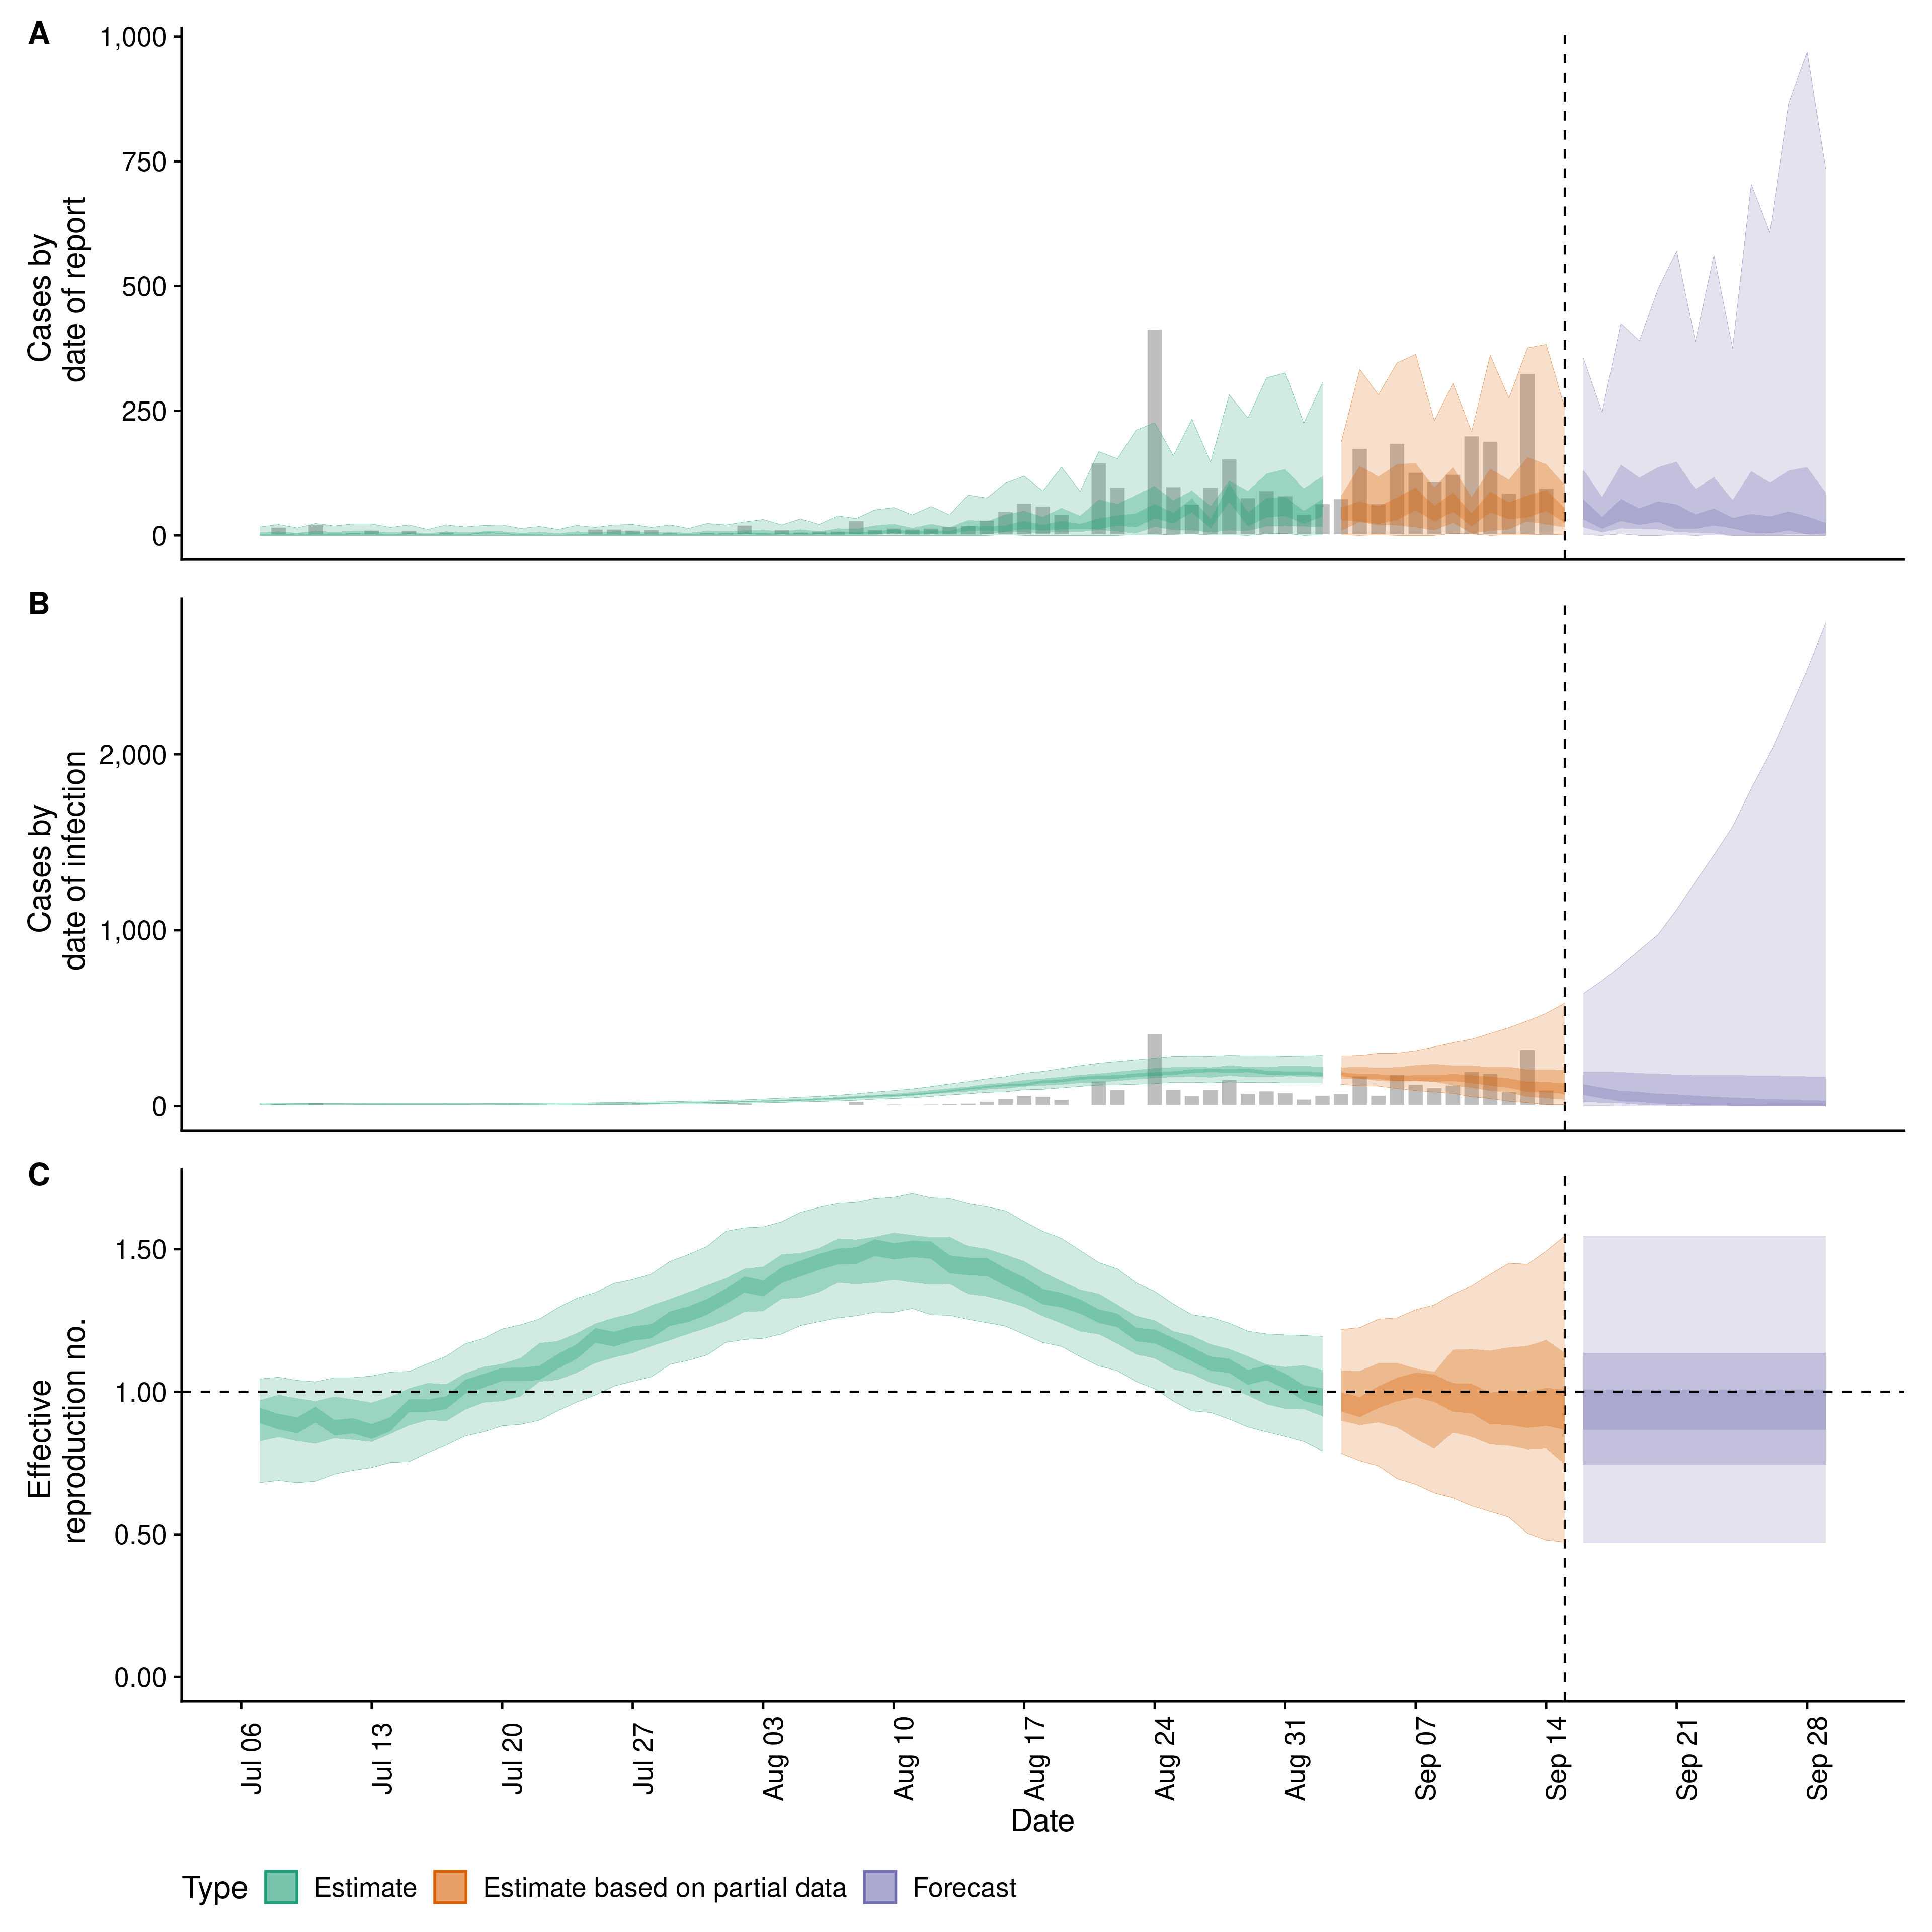 A
1,000
750
500
250
0
Cases by
date of report
B
2,000
1,000
0
Cases by
date of infection
C
1.50
1.00
0.50
0.00
Effective
reproduction no.
Jul 06
Jul 13
Jul 20
Jul 27
Aug 03
Aug 10
Aug 17
Aug 24
Aug 31
Sep 07
Sep 14
Sep 21
Sep 28
Date
Type Estimate Estimate based on partial data Forecast